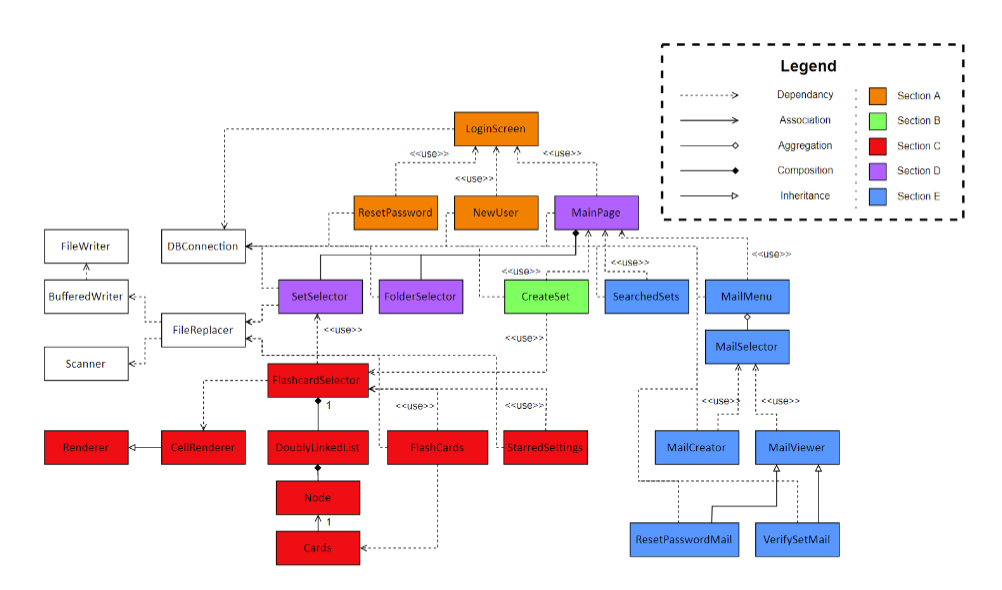 Legend
Dependancy
Section A
Association
Section B
Aggregation
Section C
Composition
Section D
Inheritance
Section E
LoginScreen
<<use>>
<<use>>
<<use>>
ResetPassword
NewUser
MainPage
FileWriter
DBConnection
<<use>>
<<use>>
<<use>>
BufferedWriter
SetSelector
FolderSelector
CreateSet
SearchedSets
MailMenu
FileReplacer
<<use>>
<<use>>
MailSelector
Scanner
FlashcardSelector
1
<<use>>
<<use>>
<<use>>
<<use>>
Renderer
CellRenderer
DoublyLinkedList
FlashCards
StarredSettings
MailCreator
MailViewer
Node
1
Cards
ResetPasswordMail
VerifySetMail